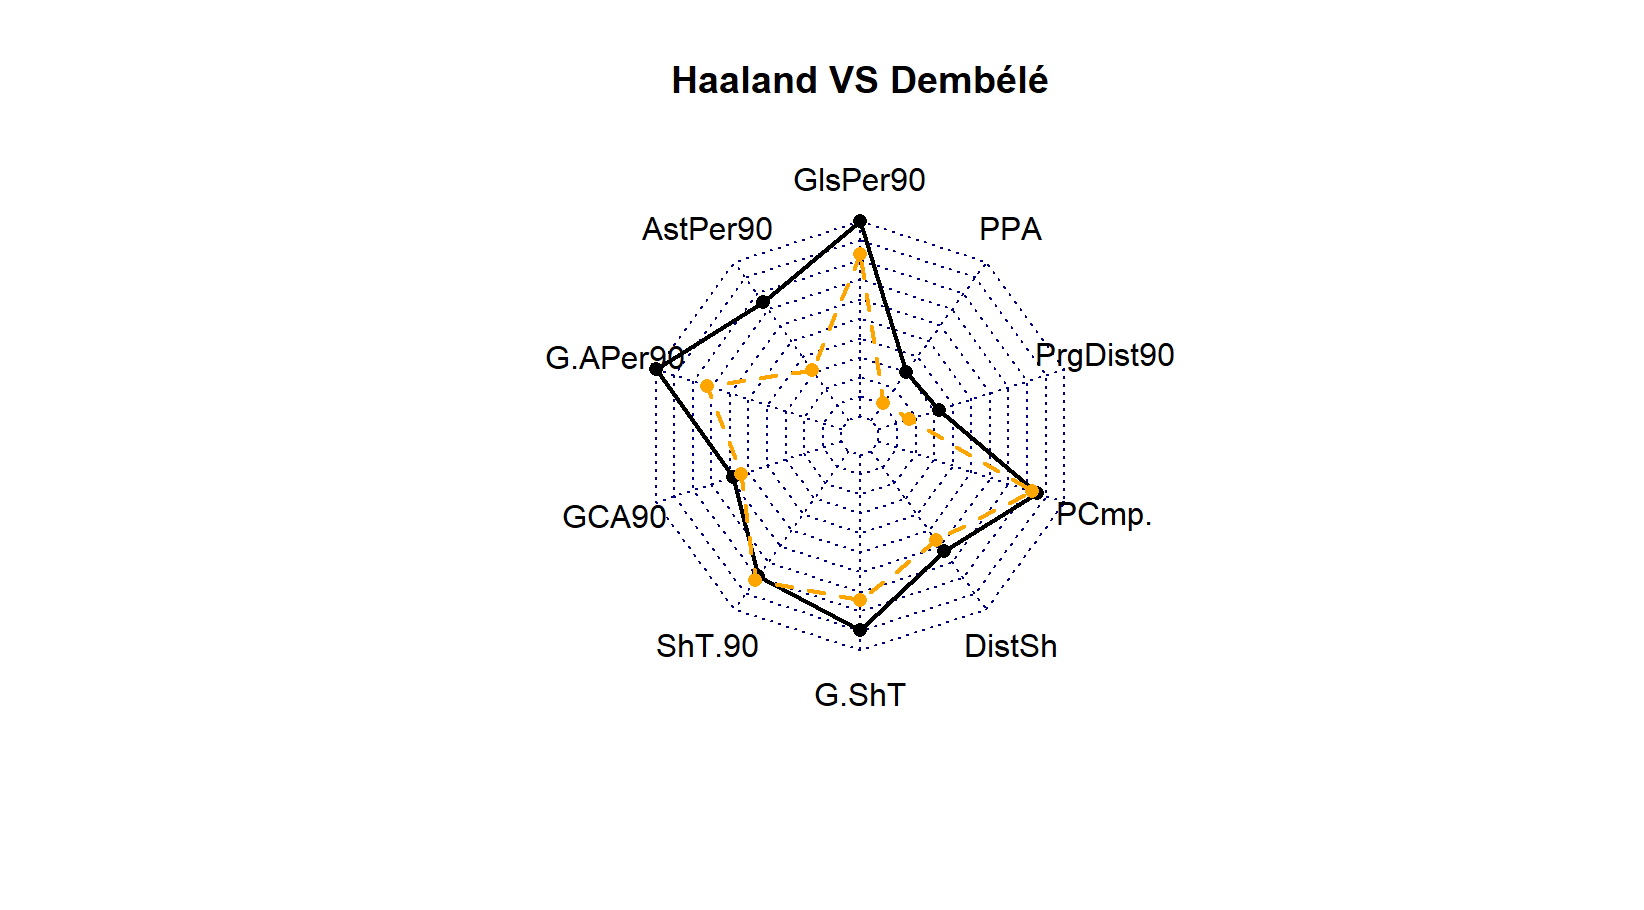 Haaland VS Dembélé
GlsPer90
AstPer90
PPA
G.APer90
PrgDist90
GCA90
PCmp.
ShT.90
DistSh
G.ShT